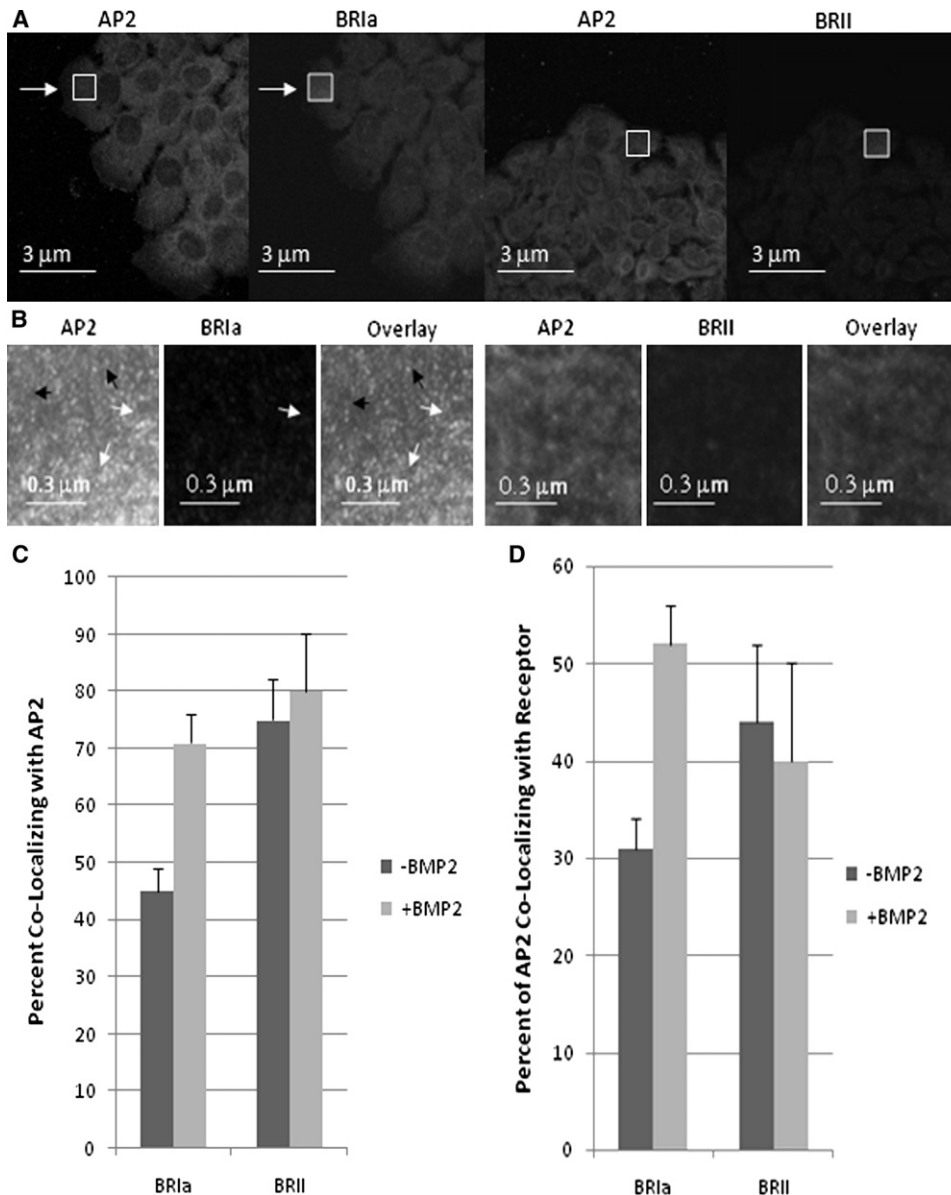 A AP2 BRIa AP2 BRII
3 μm 3 μm 3 μm 3 μm
B AP2 BRIa Overlay AP2 BRII Overlay
0.3 μm 0.3 μm 0.3 μm 0.3 μm 0.3 μm 0.3 μm
C
Percent Co-Localizing with AP2
100
90
80
70
60
50
40
30
20
10
0
BRIa BRII
-BMP2
+BMP2
D
Percent of AP2 Co-Localizing with Receptor
60
50
40
30
20
10
0
BRIa BRII
-BMP2
+BMP2